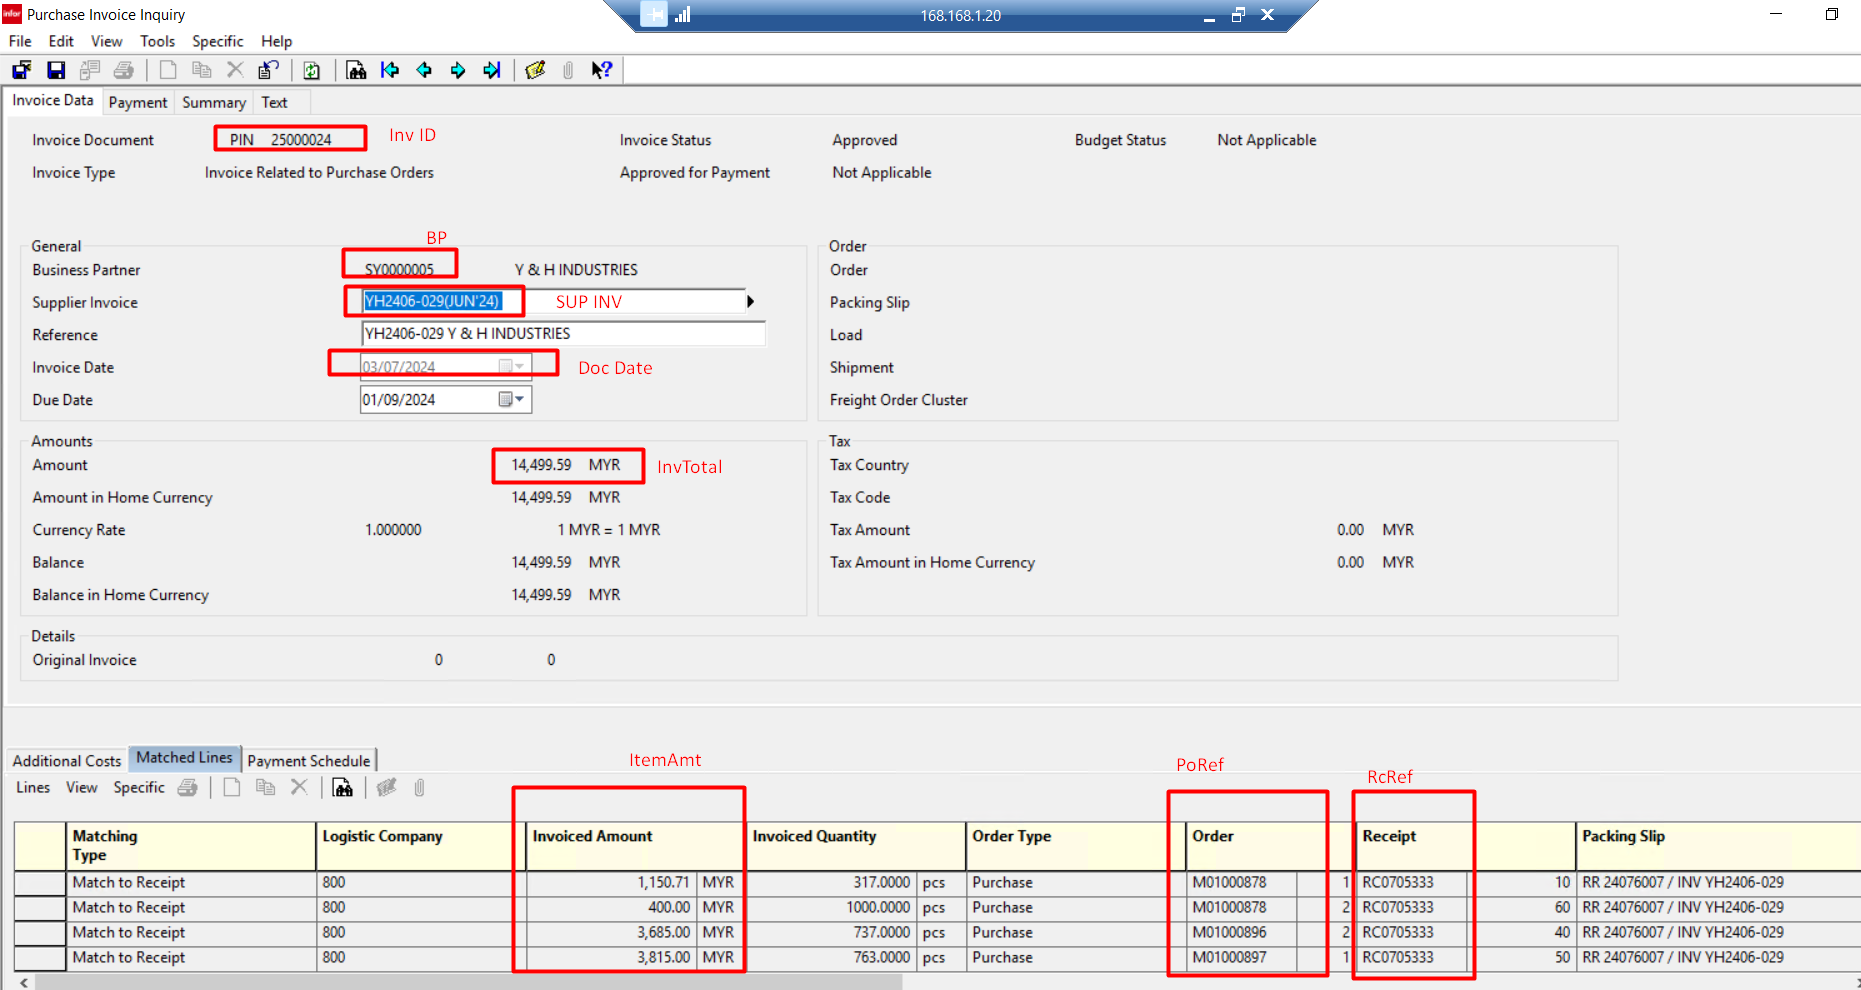 infor Purchase Invoice Inquiry 168.168.1.20
File Edit View Tools Specific Help
Invoice Data Payment Summary Text
Invoice Document PIN 25000024 Inv ID Invoice Status Approved Budget Status Not Applicable
Invoice Type Invoice Related to Purchase Orders Approved for Payment Not Applicable
BP
General Order
Business Partner SY0000005 Y & H INDUSTRIES Order
Supplier Invoice YH2406-029(JUN'24) SUP INV Packing Slip
Reference YH2406-029 Y & H INDUSTRIES Load
Invoice Date 03/07/2024 Doc Date Shipment
Due Date 01/09/2024 Freight Order Cluster
Amounts Tax
Amount 14,499.59 MYR InvTotal Tax Country
Amount in Home Currency 14,499.59 MYR Tax Code
Currency Rate 1.000000 1 MYR = 1 MYR Tax Amount 0.00 MYR
Balance 14,499.59 MYR Tax Amount in Home Currency 0.00 MYR
Balance in Home Currency 14,499.59 MYR
Details
Original Invoice 0 0
Additional Costs Matched Lines Payment Schedule ItemAmt PoRef RcRef
Lines View Specific
Matching Type Logistic Company Invoiced Amount Invoiced Quantity Order Type Order Receipt Packing Slip
Match to Receipt 800 1,150.71 MYR 317.0000 pcs Purchase M01000878 1 RC0705333 10 RR 24076007 / INV YH2406-029
Match to Receipt 800 400.00 MYR 1000.0000 pcs Purchase M01000878 2 RC0705333 60 RR 24076007 / INV YH2406-029
Match to Receipt 800 3,685.00 MYR 737.0000 pcs Purchase M01000896 2 RC0705333 40 RR 24076007 / INV YH2406-029
Match to Receipt 800 3,815.00 MYR 763.0000 pcs Purchase M01000897 1 RC0705333 50 RR 24076007 / INV YH2406-029